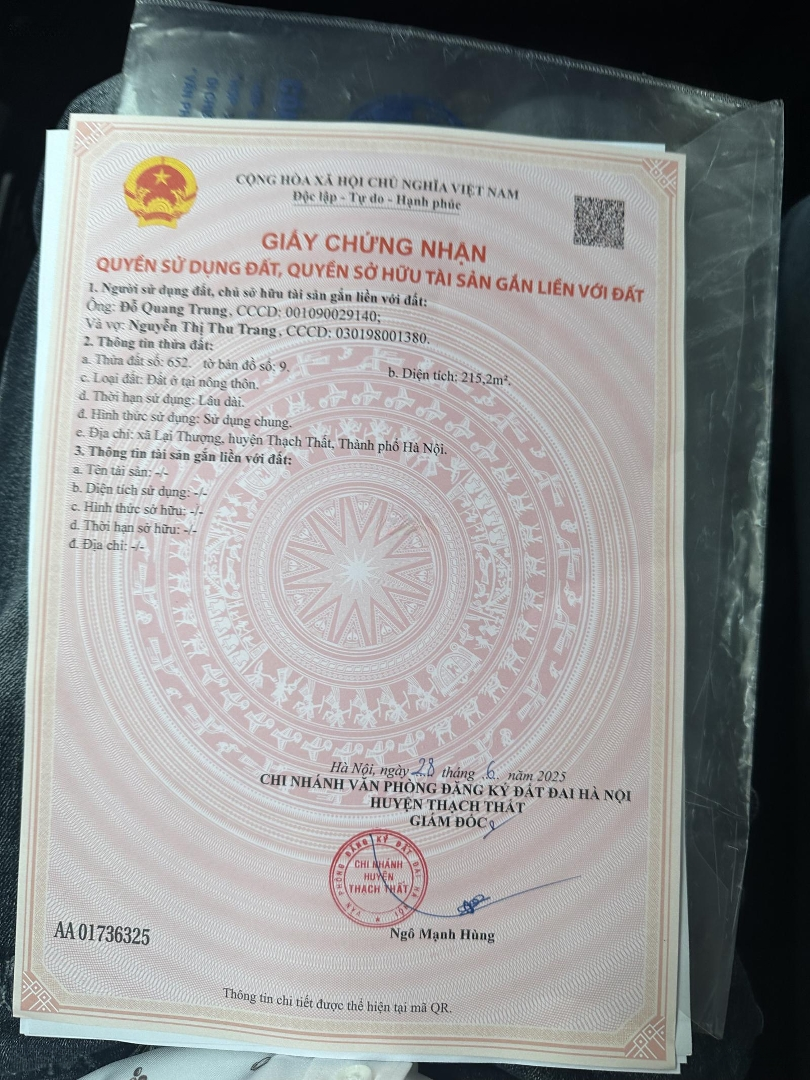 CỘNG HÒA XÃ HỘI CHỦ NGHĨA VIỆT NAM
Độc lập - Tự do - Hạnh phúc
GIẤY CHỨNG NHẬN
QUYỀN SỬ DỤNG ĐẤT, QUYỀN SỞ HỮU TÀI SẢN GẮN LIỀN VỚI ĐẤT
1. Người sử dụng đất, chủ sở hữu tài sản gắn liền với đất:
Ông: Đỗ Quang Trung, CCCD: 001090029140;
Và vợ: Nguyễn Thị Thu Trang, CCCD: 030198001380.
2. Thông tin thửa đất:
a. Thửa đất số: 652. tờ bản đồ số: 9. b. Diện tích: 215,2m².
c. Loại đất: Đất ở tại nông thôn.
d. Thời hạn sử dụng: Lâu dài.
đ. Hình thức sử dụng: Sử dụng chung.
e. Địa chỉ: xã Lại Thượng, huyện Thạch Thất, Thành phố Hà Nội.
3. Thông tin tài sản gắn liền với đất:
a. Tên tài sản: -/-
b. Diện tích sử dụng: -/-
c. Hình thức sở hữu: -/-
d. Thời hạn sở hữu: -/-
đ. Địa chỉ: -/-
Hà Nội, ngày 28 tháng 6 năm 2025
CHI NHÁNH VĂN PHÒNG ĐĂNG KÝ ĐẤT ĐAI HÀ NỘI
HUYỆN THẠCH THẤT
GIÁM ĐỐC
VĂN PHÒNG ĐĂNG KÝ ĐẤT ĐAI HÀ NỘI
CHI NHÁNH
HUYỆN
THẠCH THẤT
Ngô Mạnh Hùng
AA 01736325
Thông tin chi tiết được thể hiện tại mã QR.